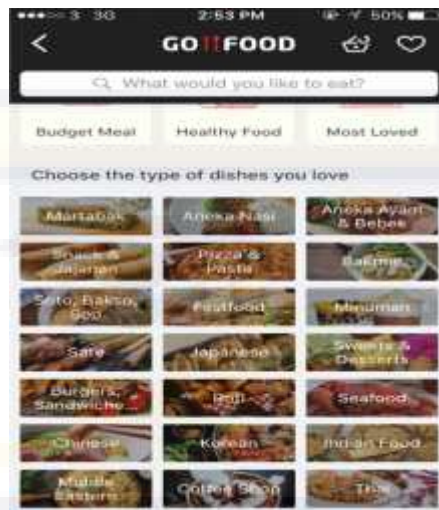 3 3G 2:53 PM 50%
GO FOOD
What would you like to eat?
Budget Meal Healthy Food Most Loved
Choose the type of dishes you love
Martabak Aneka Nasi Aneka Ayam
& Bebek
Snack & Pizza &
Jajanan Pasta Bakmie
Soto, Bakso,
Sop Fastfood Minuman
Sate Japanese Sweets &
Desserts
Burgers,
Sandwiche... Roti Seafood
Chinese Korean Indian Food
Middle
Eastern Coffee Shop Thai